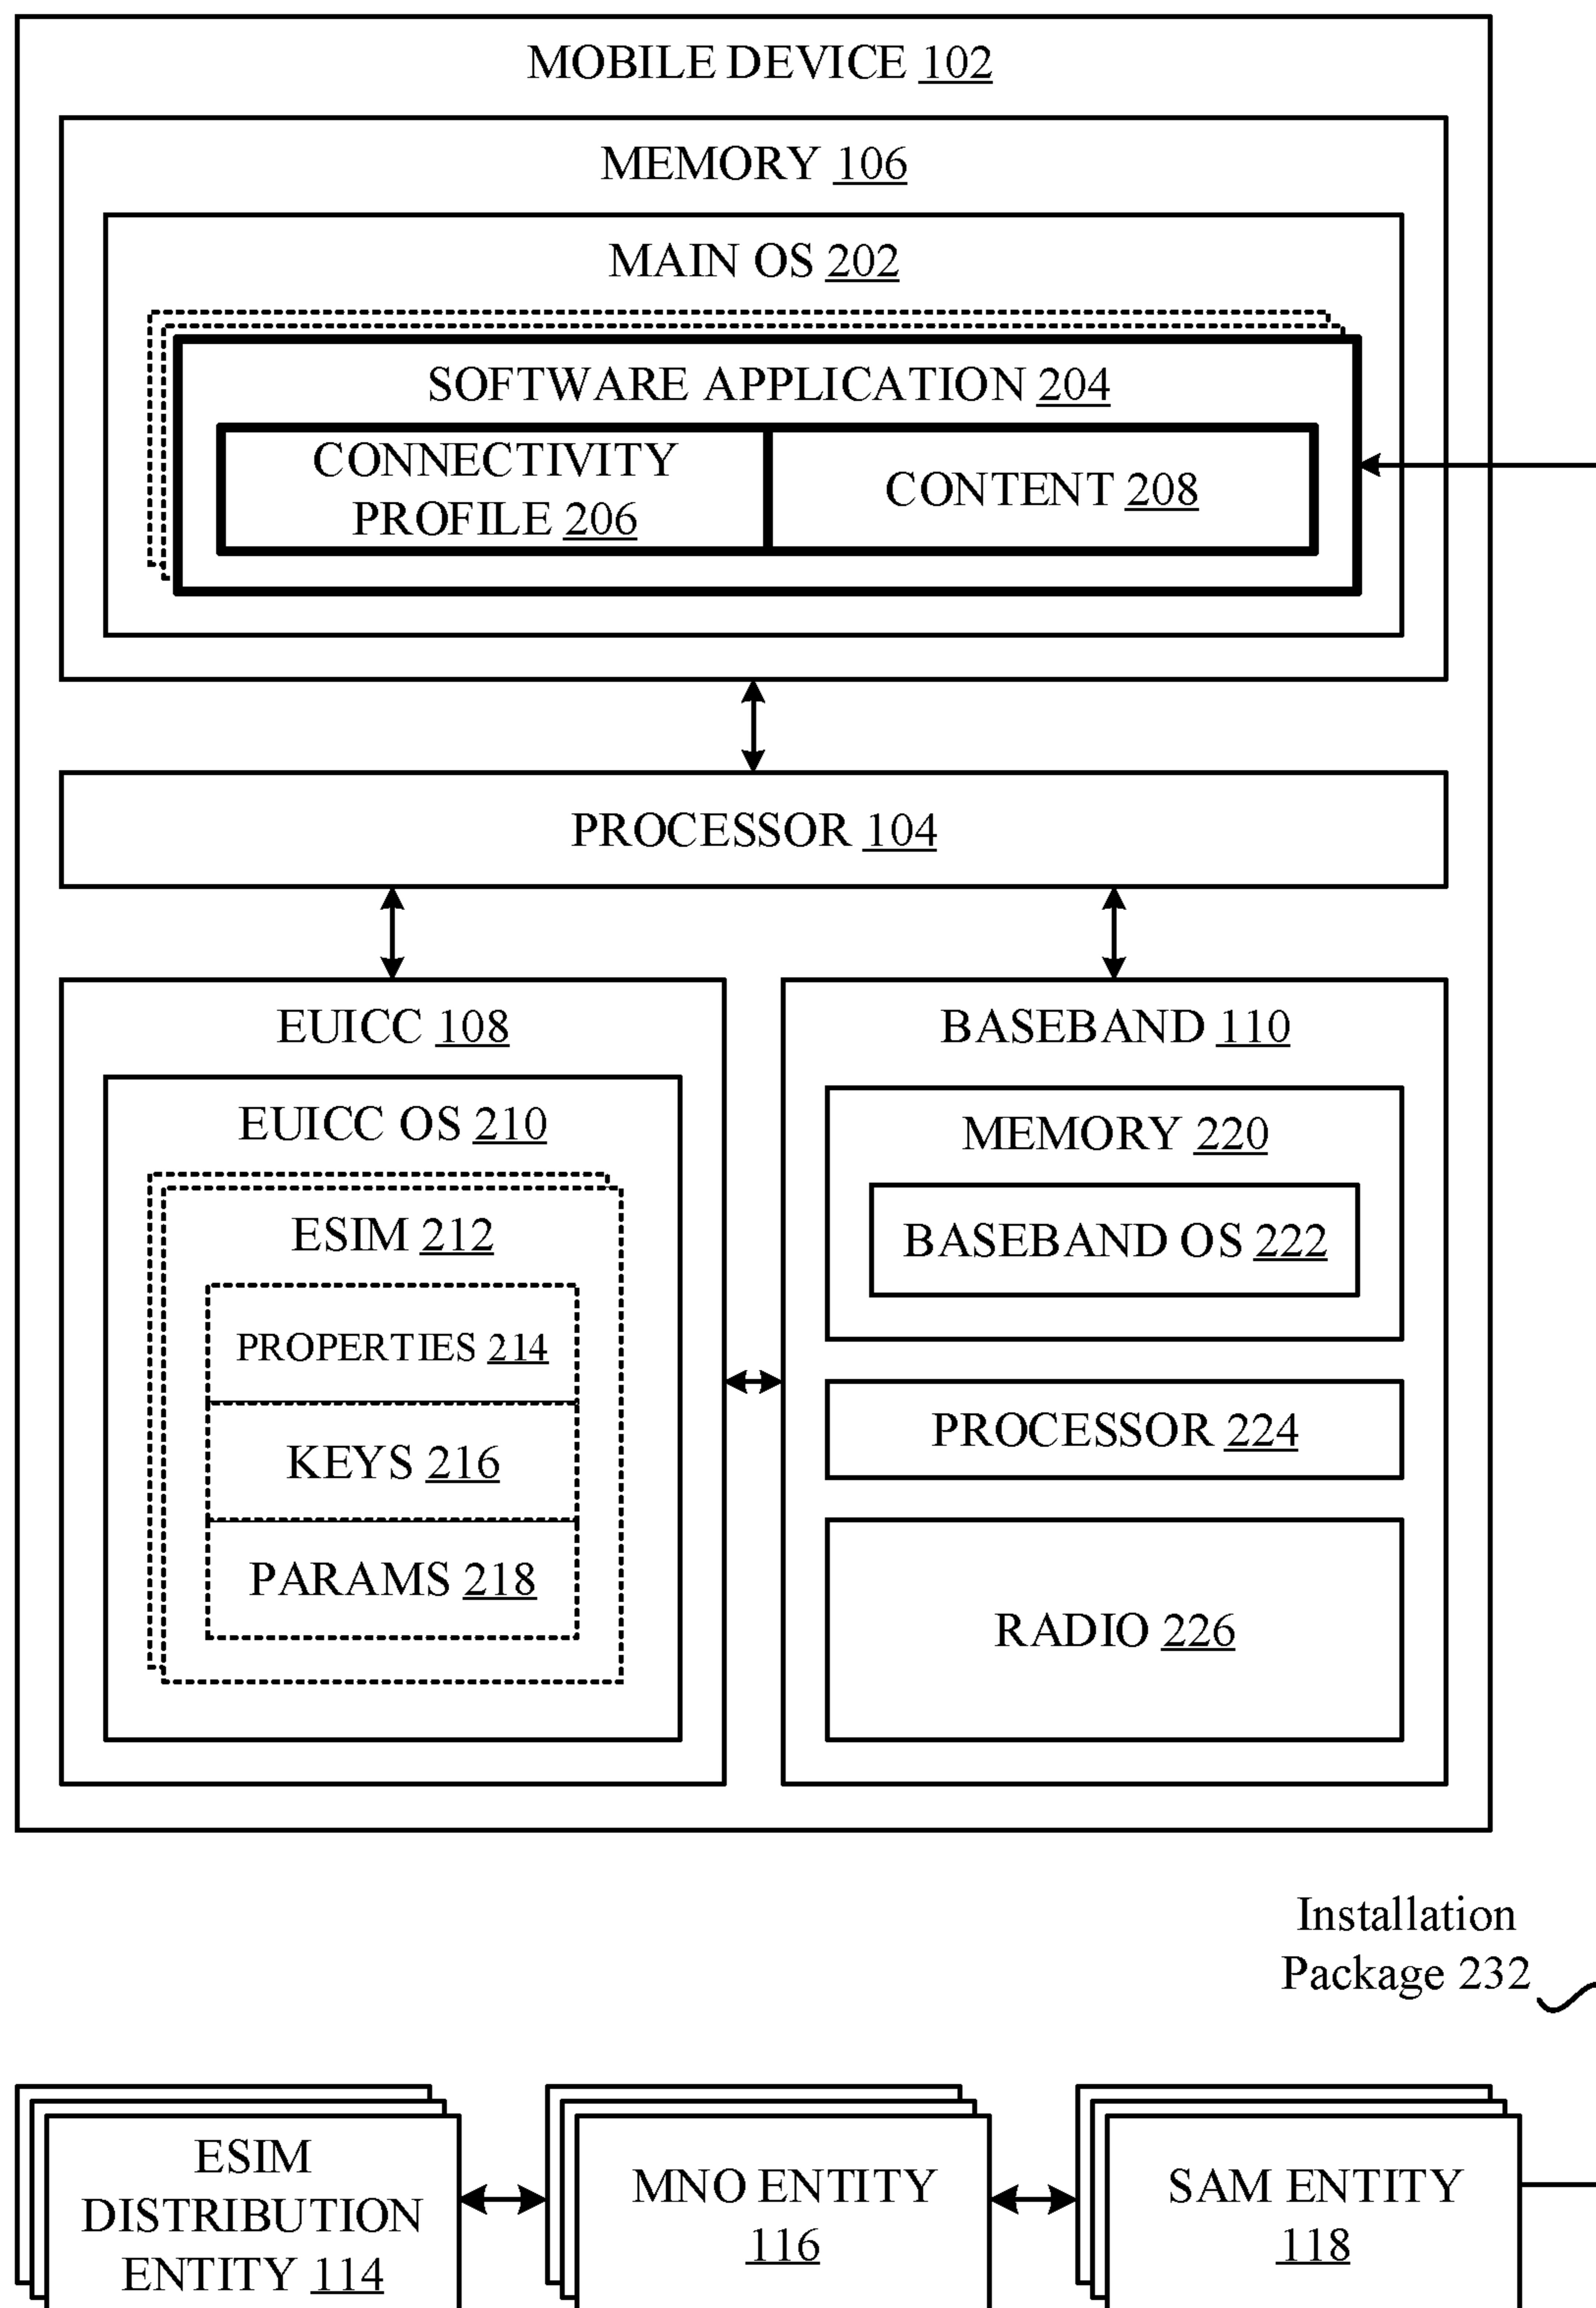 MOBILE DEVICE 102
MEMORY 106
MAIN OS 202
SOFTWARE APPLICATION 204
CONNECTIVITY
PROFILE 206
CONTENT 208
PROCESSOR 104
EUICC 108
EUICC OS 210
ESIM 212
PROPERTIES 214
KEYS 216
PARAMS 218
BASEBAND 110
MEMORY 220
BASEBAND OS 222
PROCESSOR 224
RADIO 226
Installation
Package 232
ESIM
DISTRIBUTION
ENTITY 114
MNO ENTITY
116
SAM ENTITY
118